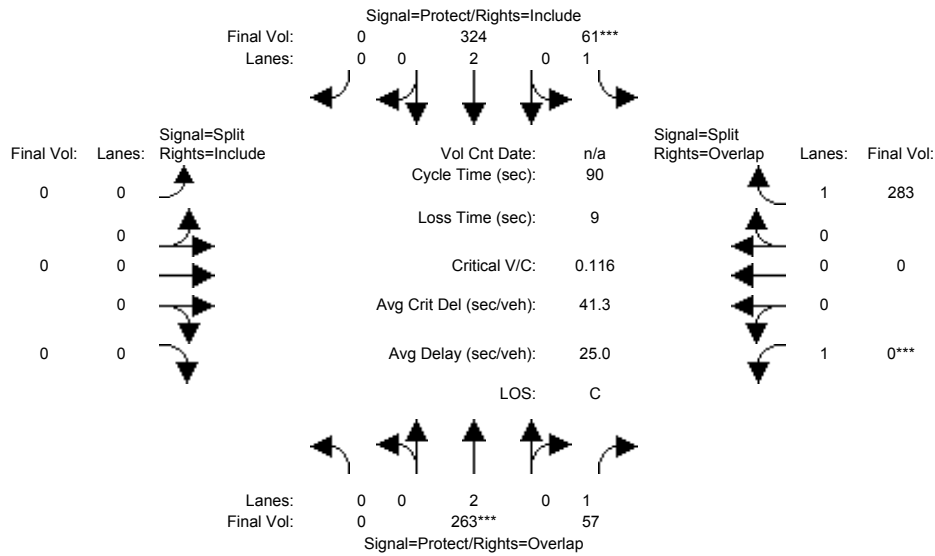 Signal=Protect/Rights=Include
Final Vol: 0 324 61***
Lanes: 0 0 2 0 1
Signal=Split
Final Vol: Lanes: Rights=Include
Vol Cnt Date: n/a
Signal=Split
Rights=Overlap Lanes: Final Vol:
Cycle Time (sec): 90
0 0
1 283
Loss Time (sec): 9
0
0
0 0
Critical V/C: 0.116
0 0
0
Avg Crit Del (sec/veh): 41.3
0
0 0
Avg Delay (sec/veh): 25.0
1 0***
LOS: C
Lanes: 0 0 2 0 1
Final Vol: 0 263*** 57
Signal=Protect/Rights=Overlap